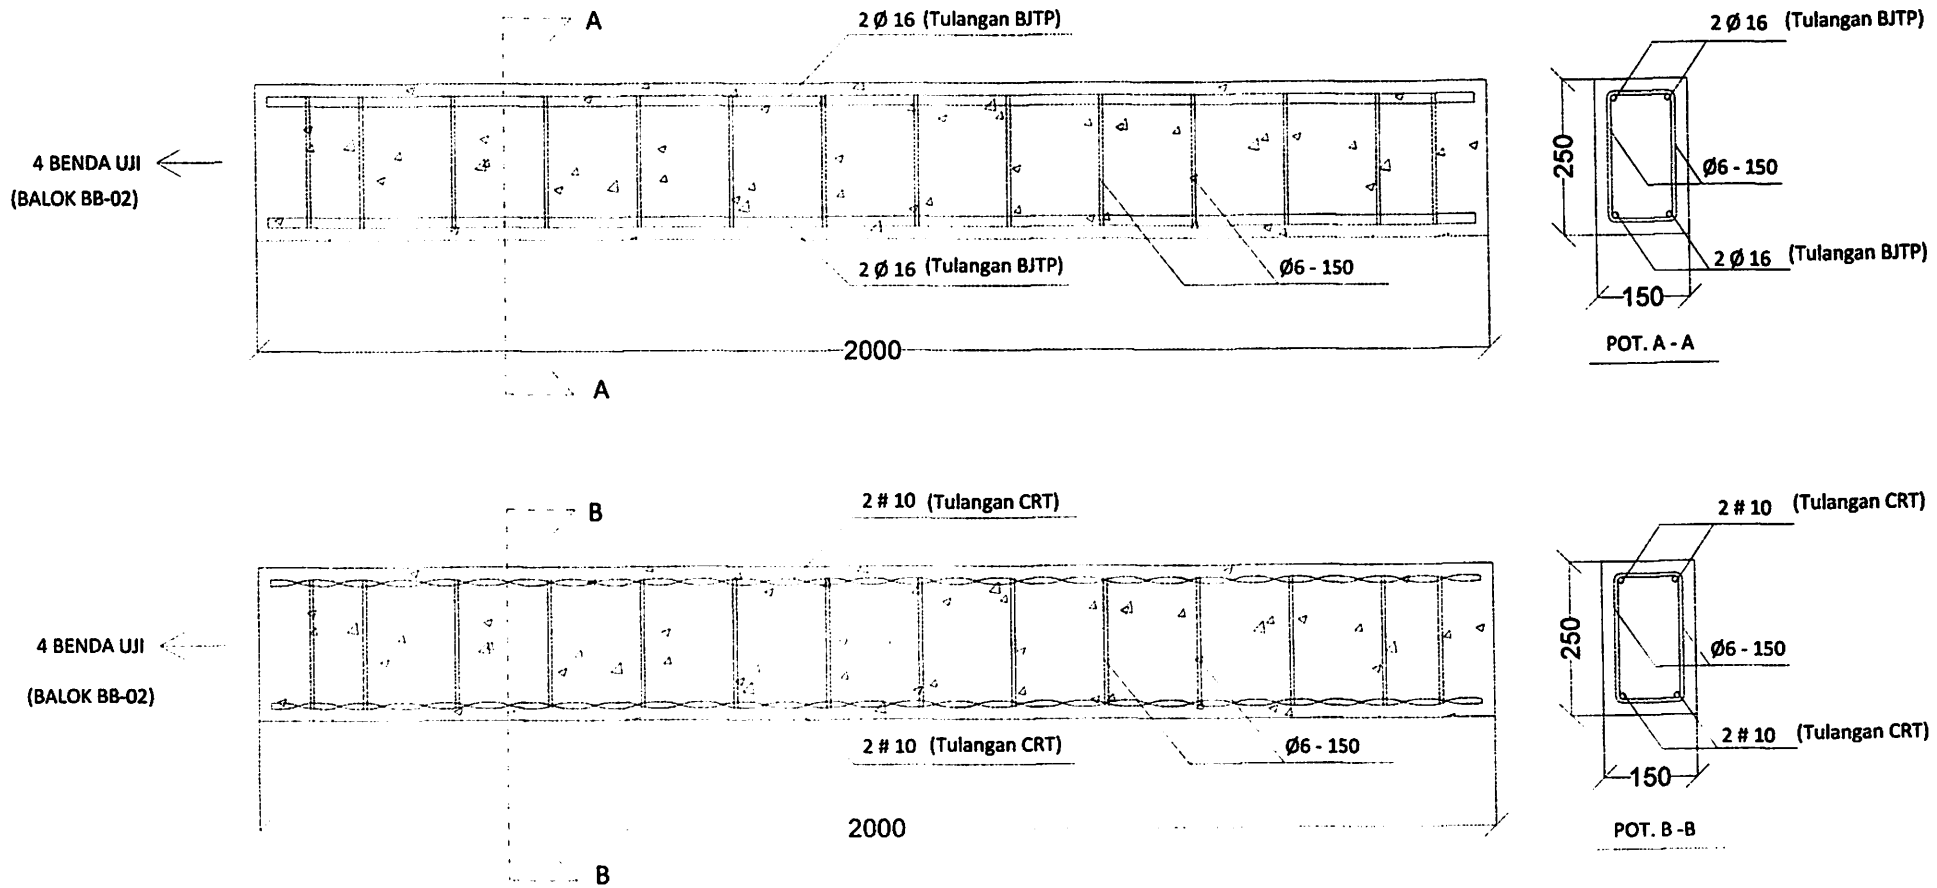 A
2 Ø 16 (Tulangan BJTP)
2 Ø 16 (Tulangan BJTP)
4 BENDA UJI
(BALOK BB-02)
250
Ø6 - 150
2 Ø 16 (Tulangan BJTP)
Ø6 - 150
2 Ø 16 (Tulangan BJTP)
150
2000
POT. A - A
A
B
2 # 10 (Tulangan CRT)
2 # 10 (Tulangan CRT)
4 BENDA UJI
(BALOK BB-02)
250
Ø6 - 150
2 # 10 (Tulangan CRT)
Ø6 - 150
2 # 10 (Tulangan CRT)
150
2000
POT. B -B
B